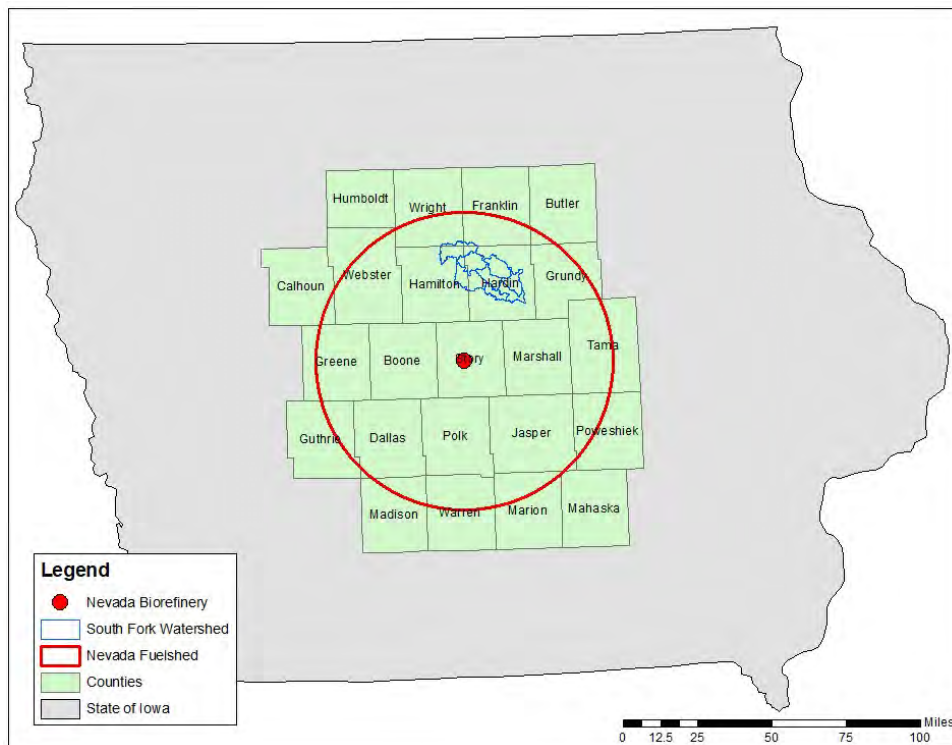 Humboldt
Wright
Franklin
Butler
Calhoun
Webster
Hamilton
Hardin
Grundy
Greene
Boone
Story
Marshall
Tama
Guthrie
Dallas
Polk
Jasper
Poweshiek
Madison
Warren
Marion
Mahaska
Legend
Nevada Biorefinery
South Fork Watershed
Nevada Fuelshed
Counties
State of Iowa
Miles
0 12.5 25 50 75 100